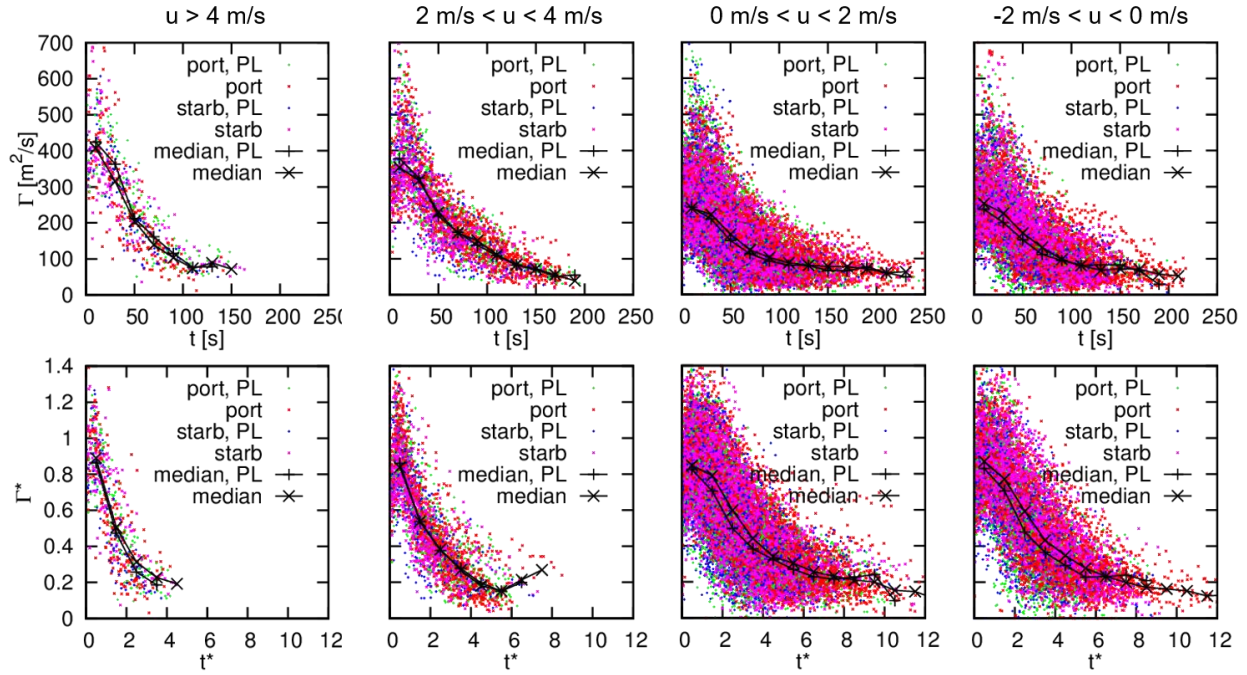 u > 4 m/s
2 m/s < u < 4 m/s
0 m/s < u < 2 m/s
-2 m/s < u < 0 m/s
Γ [m²/s]
700
600
500
400
300
200
100
0
port, PL
port
starb, PL
starb
median, PL
median
port, PL
port
starb, PL
starb
median, PL
median
port, PL
port
starb, PL
starb
median, PL
median
port, PL
port
starb, PL
starb
median, PL
median
0 50 100 150 200 250
0 50 100 150 200 250
0 50 100 150 200 250
0 50 100 150 200 250
t [s]
t [s]
t [s]
t [s]
Γ*
1.4
1.2
1
0.8
0.6
0.4
0.2
0
port, PL
port
starb, PL
starb
median, PL
median
port, PL
port
starb, PL
starb
median, PL
median
port, PL
port
starb, PL
starb
median, PL
median
port, PL
port
starb, PL
starb
median, PL
median
0 2 4 6 8 10 12
0 2 4 6 8 10 12
0 2 4 6 8 10 12
0 2 4 6 8 10 12
t*
t*
t*
t*